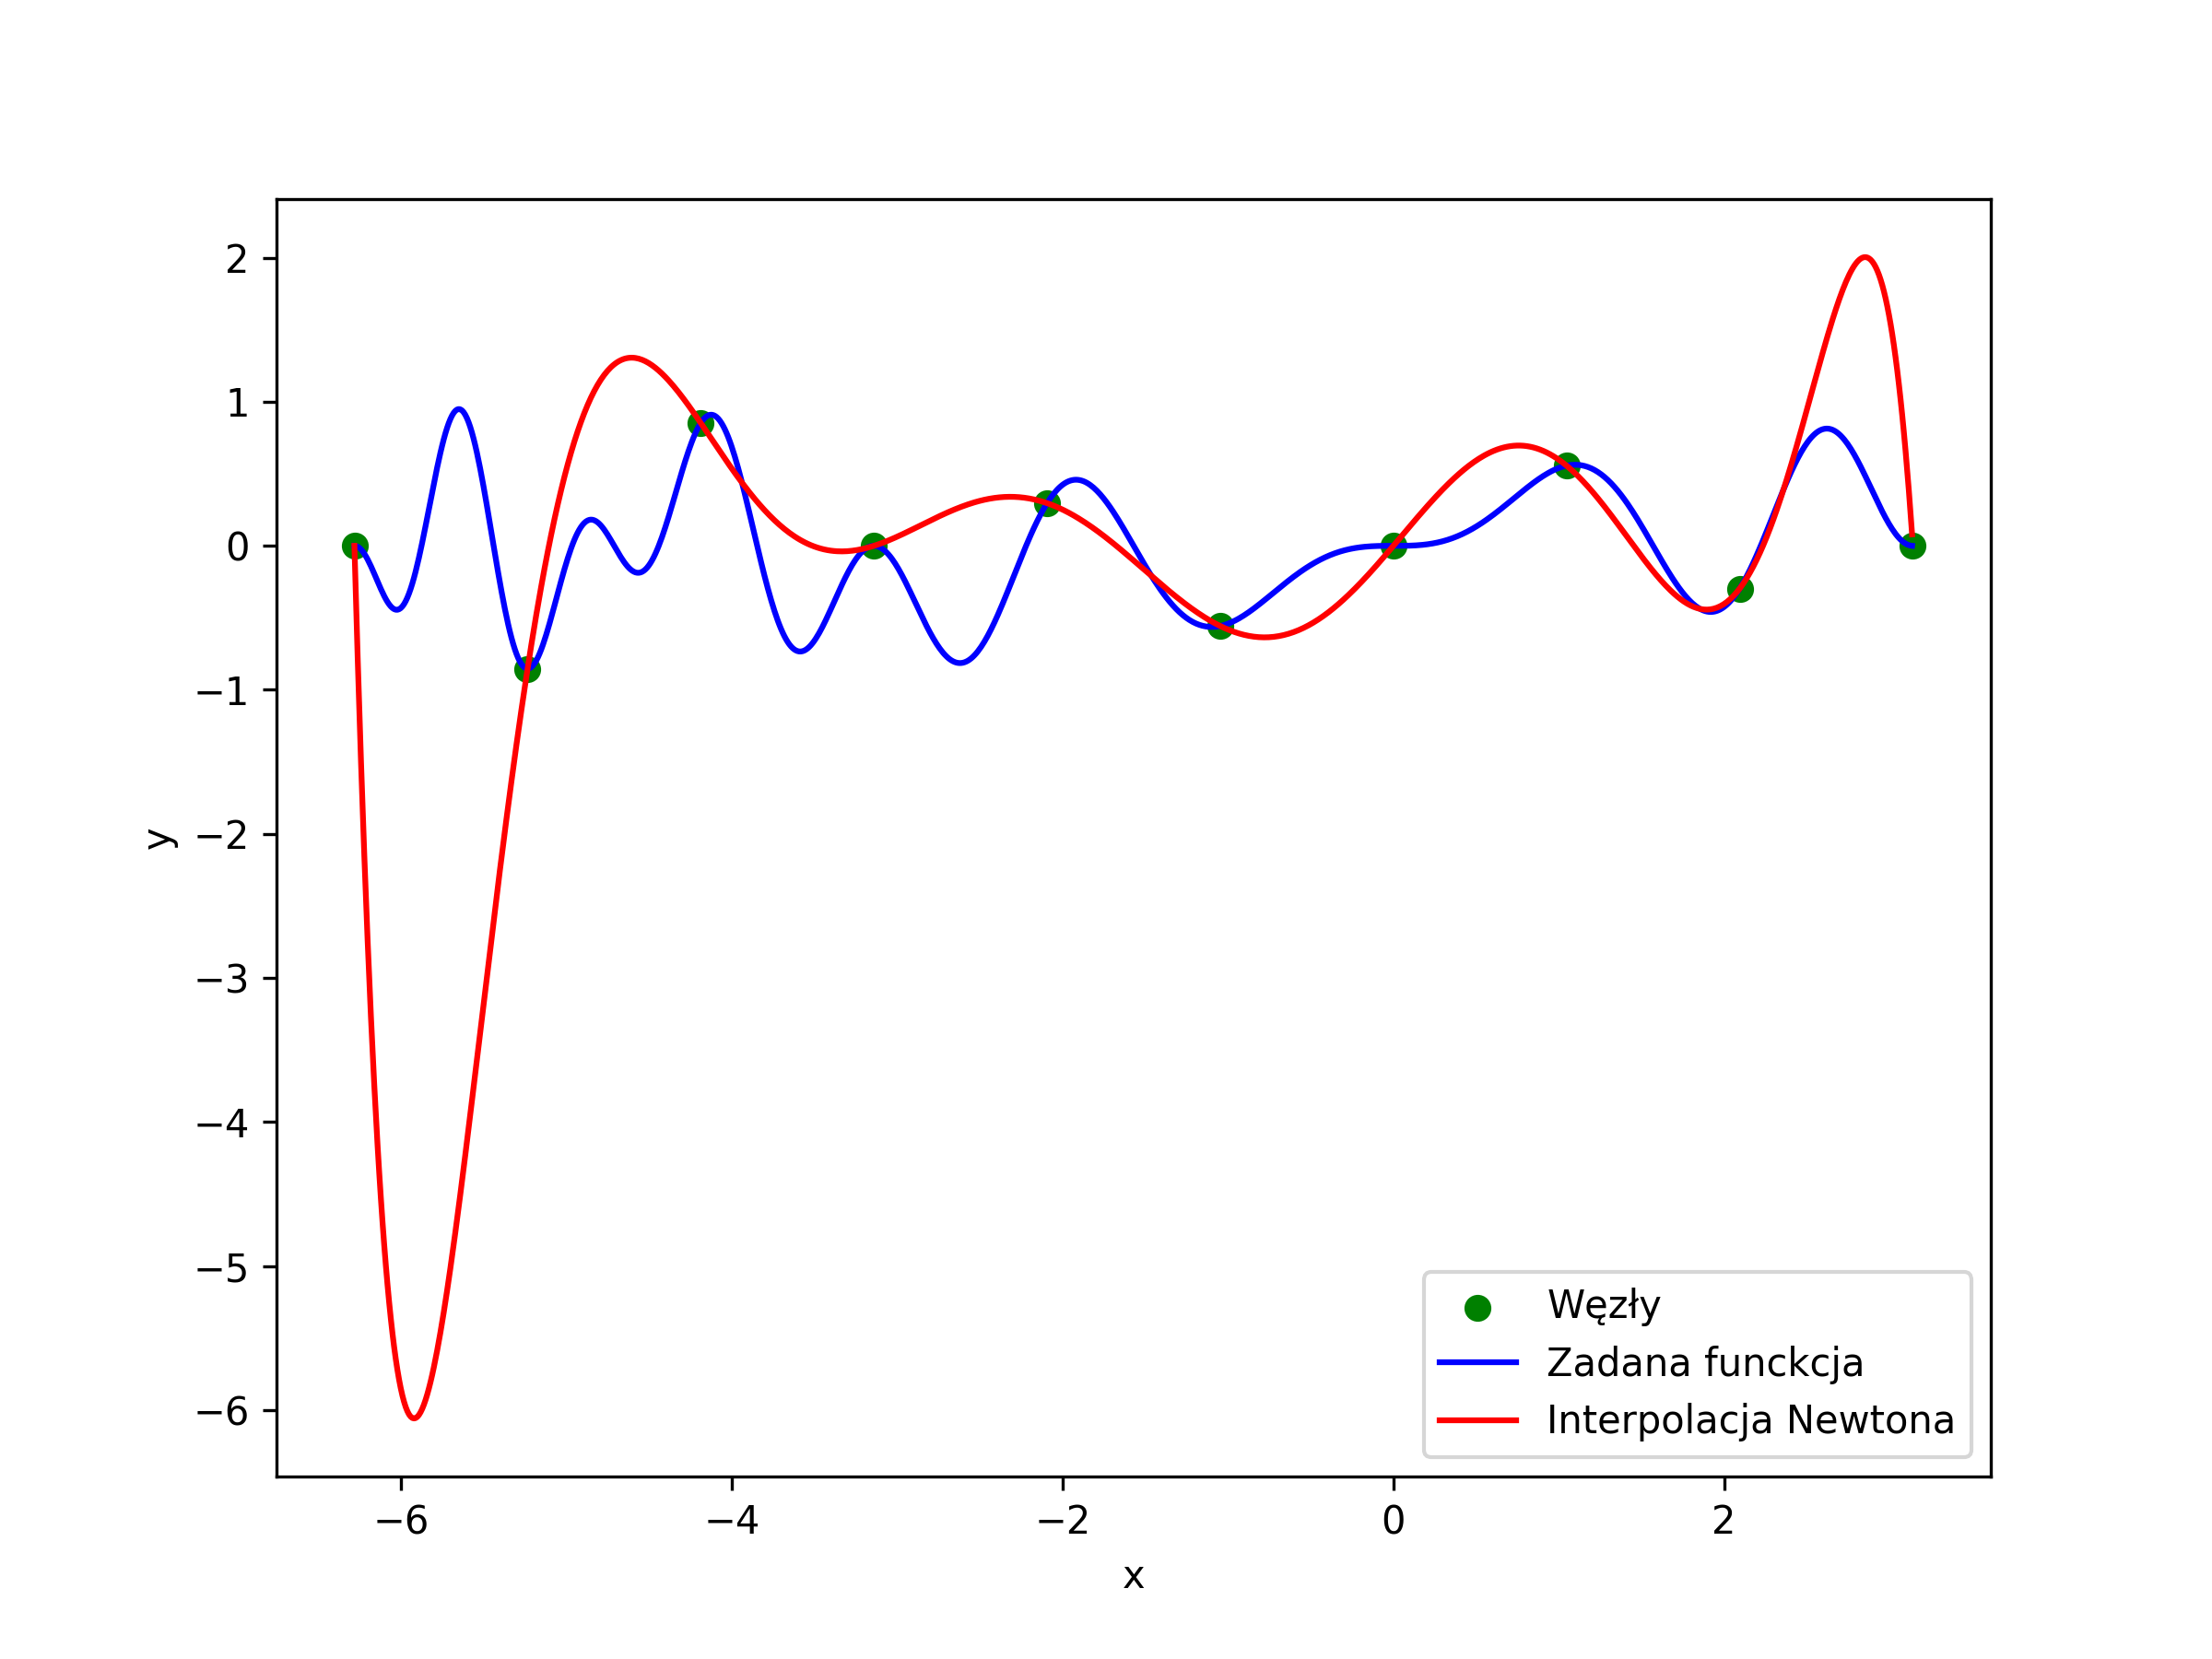 2
1
0
−1
−2
−3
−4
−5
−6
y
−6 −4 −2 0 2
x
Węzły
Zadana funckcja
Interpolacja Newtona